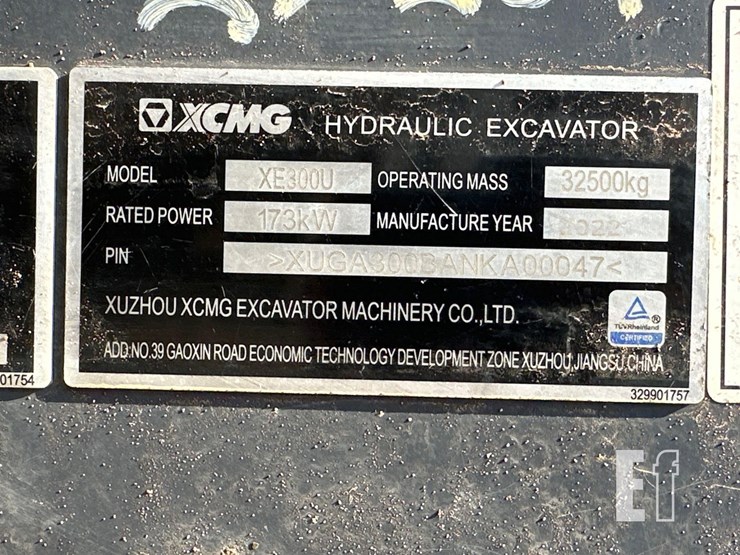 XCMG HYDRAULIC EXCAVATOR
MODEL XE300U OPERATING MASS 32500kg
RATED POWER 173kW MANUFACTURE YEAR 2022
PIN >XUGA300BANKA00047<
XUZHOU XCMG EXCAVATOR MACHINERY CO.,LTD.
TÜVRheinland ®
CERTIFIED
ADD:NO.39 GAOXIN ROAD ECONOMIC TECHNOLOGY DEVELOPMENT ZONE XUZHOU,JIANGSU,CHINA
01754
329901757
Ef